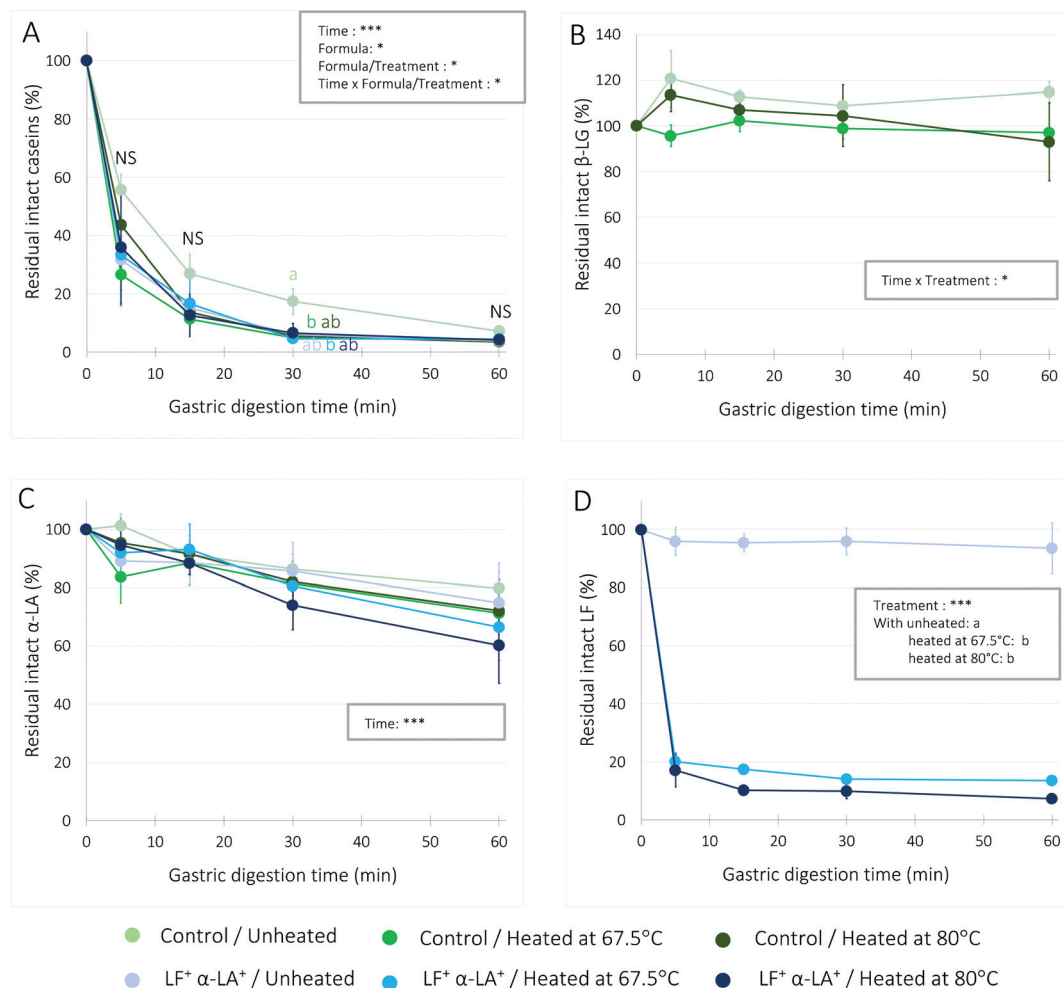 A
Time : ***
Formula: *
Formula/Treatment : *
Time x Formula/Treatment : *
Residual intact caseins (%)
100
80
60
40
20
0
NS
NS
a
b ab
ab b ab
NS
0 10 20 30 40 50 60
Gastric digestion time (min)
B
Residual intact β-LG (%)
140
120
100
80
60
40
20
0
Time x Treatment : *
0 10 20 30 40 50 60
Gastric digestion time (min)
C
Residual intact α-LA (%)
100
80
60
40
20
0
Time: ***
0 10 20 30 40 50 60
Gastric digestion time (min)
D
Residual intact LF (%)
100
80
60
40
20
0
Treatment : ***
With unheated: a
heated at 67.5°C: b
heated at 80°C: b
0 10 20 30 40 50 60
Gastric digestion time (min)
Control / Unheated Control / Heated at 67.5°C Control / Heated at 80°C
LF⁺ α-LA⁺ / Unheated LF⁺ α-LA⁺ / Heated at 67.5°C LF⁺ α-LA⁺ / Heated at 80°C